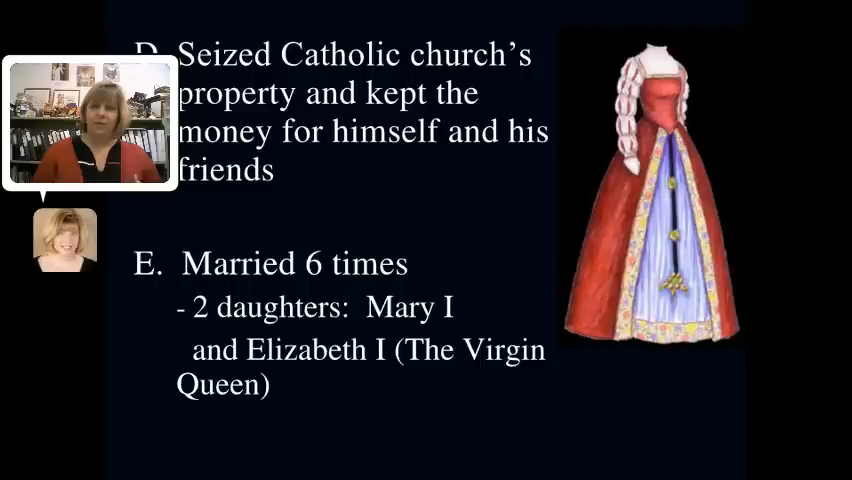 D. Seized Catholic church’s
property and kept the
money for himself and his
friends
E. Married 6 times
- 2 daughters: Mary I
and Elizabeth I (The Virgin
Queen)